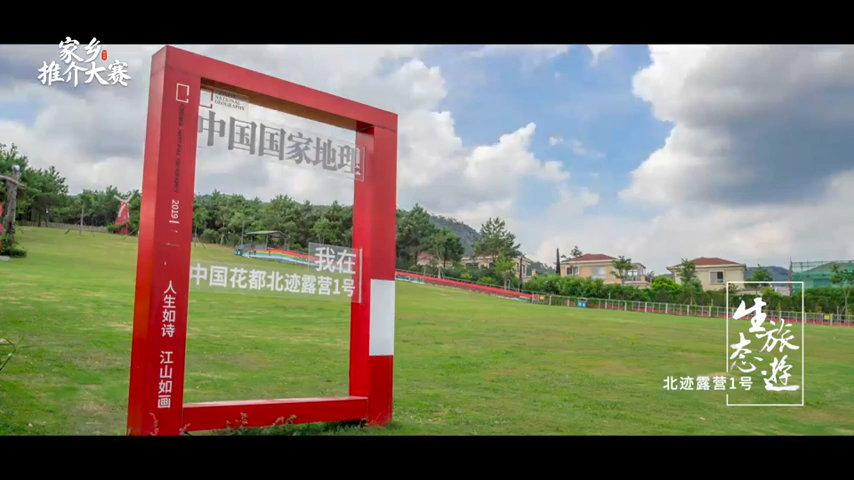 家乡
推介大赛
NATIONAL
GEOGRAPHY
中国国家地理
2019
我在
中国花都北迹露营1号
人生如诗 江山如画
生态旅游
北迹露营1号